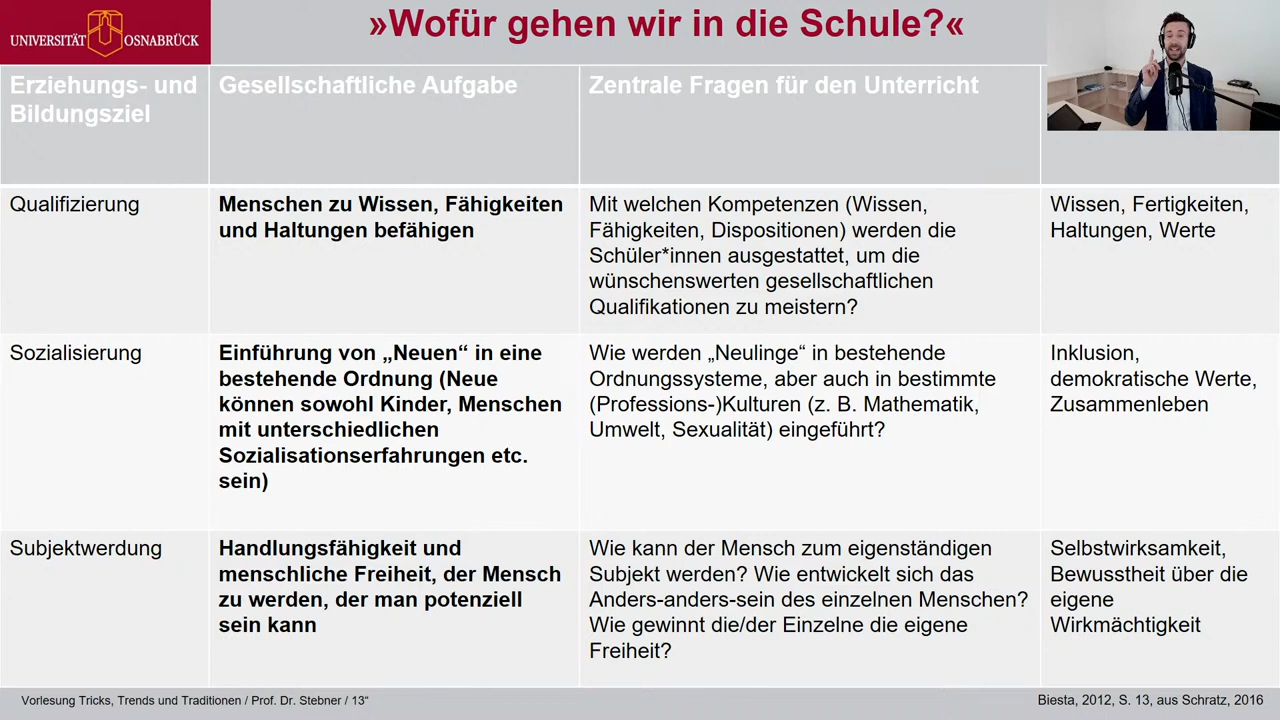 UNIVERSITÄT OSNABRÜCK
»Wofür gehen wir in die Schule?«
Erziehungs- und
Bildungsziel
Gesellschaftliche Aufgabe
Zentrale Fragen für den Unterricht
Qualifizierung
Menschen zu Wissen, Fähigkeiten
und Haltungen befähigen
Mit welchen Kompetenzen (Wissen,
Fähigkeiten, Dispositionen) werden die
Schüler*innen ausgestattet, um die
wünschenswerten gesellschaftlichen
Qualifikationen zu meistern?
Wissen, Fertigkeiten,
Haltungen, Werte
Sozialisierung
Einführung von „Neuen“ in eine
bestehende Ordnung (Neue
können sowohl Kinder, Menschen
mit unterschiedlichen
Sozialisationserfahrungen etc.
sein)
Wie werden „Neulinge“ in bestehende
Ordnungssysteme, aber auch in bestimmte
(Professions-)Kulturen (z. B. Mathematik,
Umwelt, Sexualität) eingeführt?
Inklusion,
demokratische Werte,
Zusammenleben
Subjektwerdung
Handlungsfähigkeit und
menschliche Freiheit, der Mensch
zu werden, der man potenziell
sein kann
Wie kann der Mensch zum eigenständigen
Subjekt werden? Wie entwickelt sich das
Anders-anders-sein des einzelnen Menschen?
Wie gewinnt die/der Einzelne die eigene
Freiheit?
Selbstwirksamkeit,
Bewusstheit über die
eigene
Wirkmächtigkeit
Vorlesung Tricks, Trends und Traditionen / Prof. Dr. Stebner / 13“
Biesta, 2012, S. 13, aus Schratz, 2016